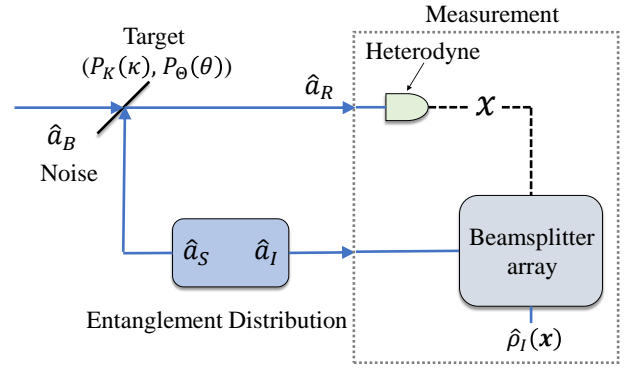 Measurement
Target
(P_K(κ), P_Θ(θ))
Heterodyne
â_R
x
â_B
Noise
â_S
â_I
Beamsplitter
array
Entanglement Distribution
ρ̂_I(x)